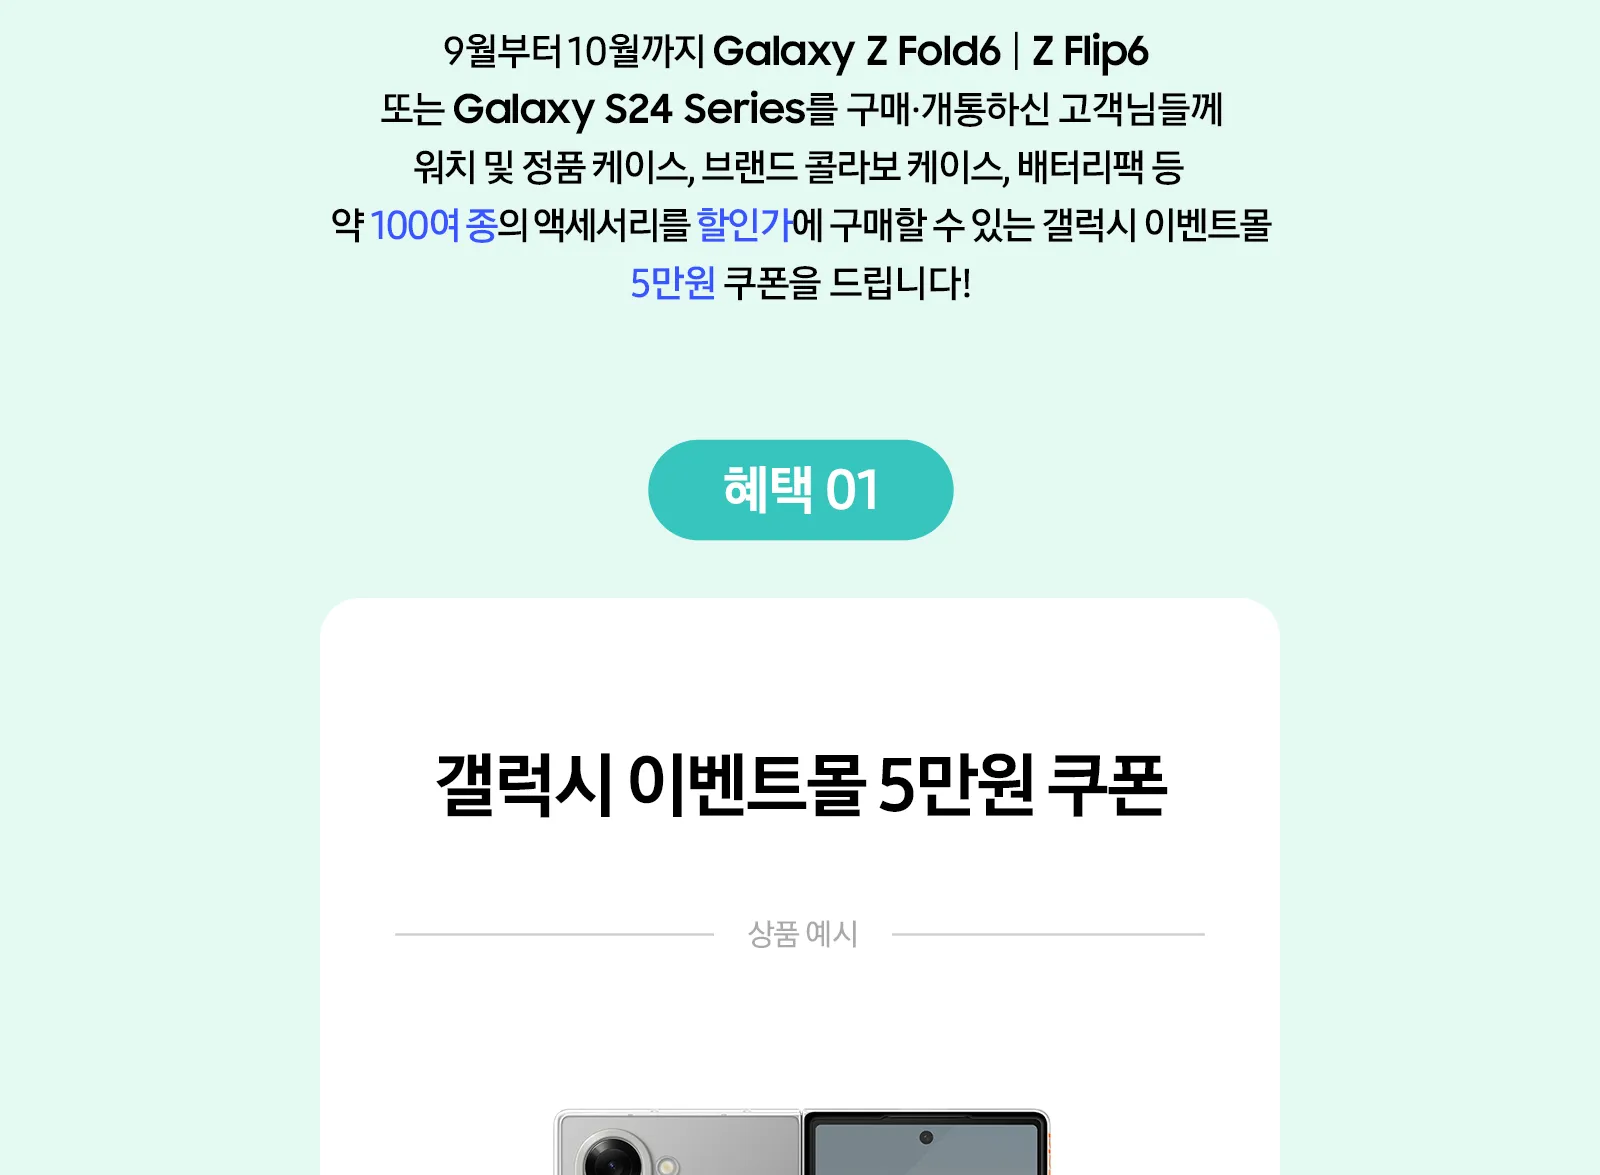 9월부터 10월까지 Galaxy Z Fold6 | Z Flip6
또는 Galaxy S24 Series를 구매·개통하신 고객님들께
워치 및 정품 케이스, 브랜드 콜라보 케이스, 배터리팩 등
약 100여 종의 액세서리를 할인가에 구매할 수 있는 갤럭시 이벤트몰
5만원 쿠폰을 드립니다!
혜택 01
갤럭시 이벤트몰 5만원 쿠폰
상품 예시